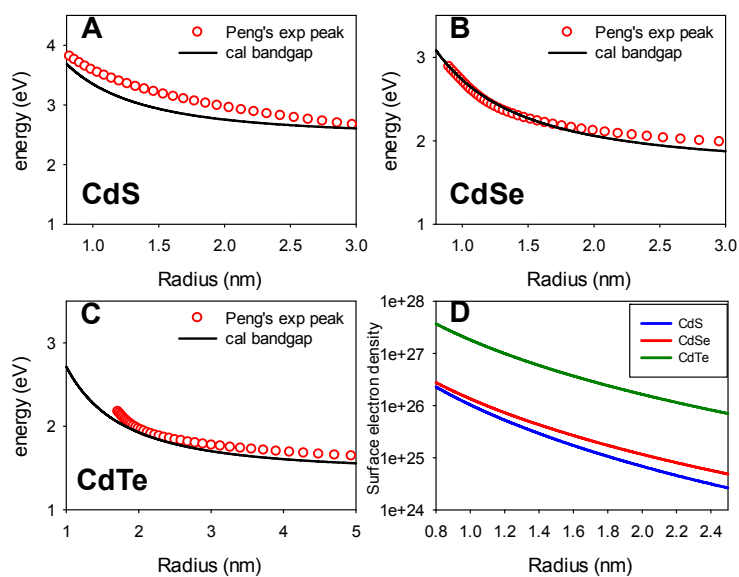 A
Peng's exp peak
cal bandgap
4
3
2
1
energy (eV)
CdS
1.0 1.5 2.0 2.5 3.0
Radius (nm)
B
Peng's exp peak
cal bandgap
3
2
1
energy (eV)
CdSe
1.0 1.5 2.0 2.5 3.0
Radius (nm)
C
Peng's exp peak
cal bandgap
3
2
1
energy (eV)
CdTe
1 2 3 4 5
Radius (nm)
D
CdS
CdSe
CdTe
1e+28
1e+27
1e+26
1e+25
1e+24
Surface electron density
0.8 1.0 1.2 1.4 1.6 1.8 2.0 2.2 2.4
Radius (nm)